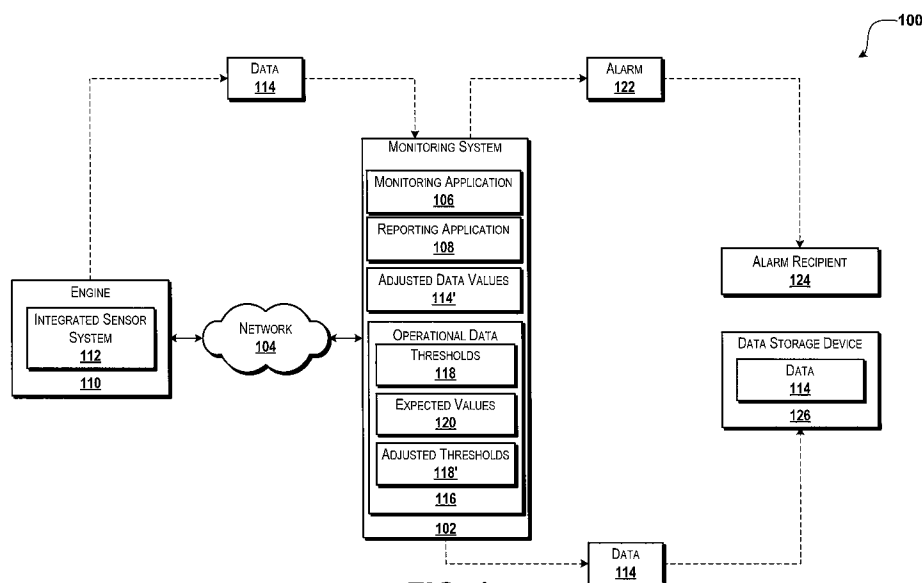 100
DATA
114
ALARM
122
MONITORING SYSTEM
MONITORING APPLICATION
106
REPORTING APPLICATION
108
ADJUSTED DATA VALUES
114'
OPERATIONAL DATA
THRESHOLDS
118
EXPECTED VALUES
120
ADJUSTED THRESHOLDS
118'
116
102
ENGINE
INTEGRATED SENSOR
SYSTEM
112
110
NETWORK
104
ALARM RECIPIENT
124
DATA STORAGE DEVICE
DATA
114
126
DATA
114